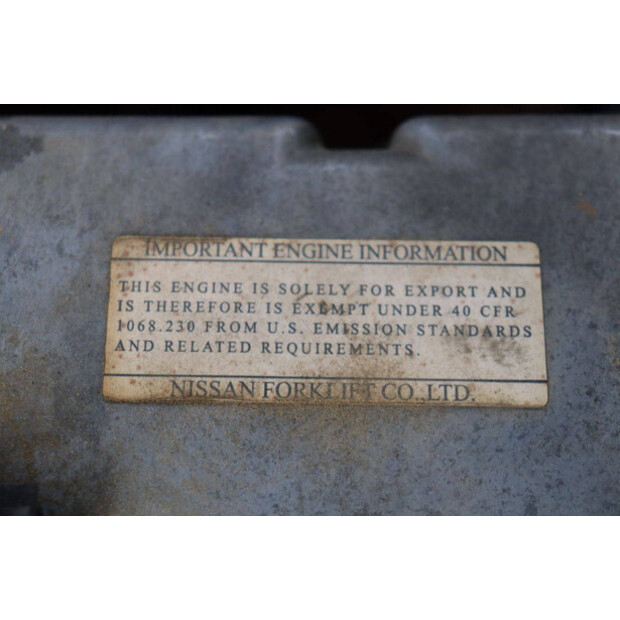 IMPORTANT ENGINE INFORMATION
THIS ENGINE IS SOLELY FOR EXPORT AND
IS THEREFORE IS EXEMPT UNDER 40 CFR
1068.230 FROM U.S. EMISSION STANDARDS
AND RELATED REQUIREMENTS.
NISSAN FORKLIFT CO.,LTD.